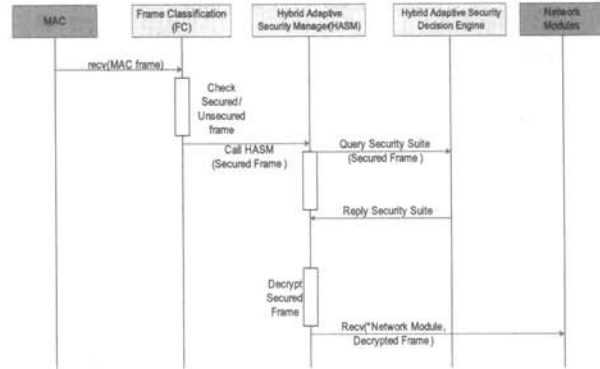 MAC
Frame Classification
(FC)
Hybrid Adaptive
Security Manager(HASM)
Hybrid Adaptive Security
Decision Engine
Network
Modules
recv(MAC frame)
Check
Secured/
Unsecured
frame
Call HASM
(Secured Frame )
Query Security Suite
(Secured Frame )
Reply Security Suite
Decrypt
Secured
Frame
Recv(*Network Module,
Decrypted Frame)